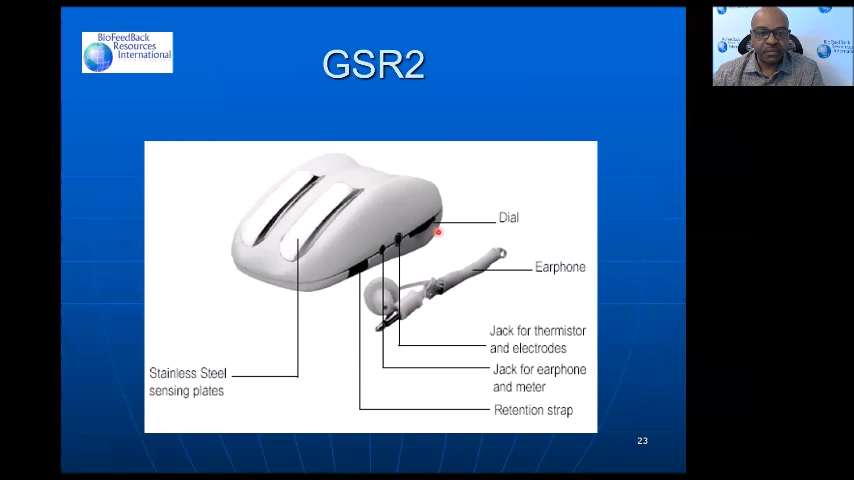 BioFeedBack
Resources
International
GSR2
Dial
Earphone
Jack for thermistor
and electrodes
Stainless Steel
sensing plates
Jack for earphone
and meter
Retention strap
23